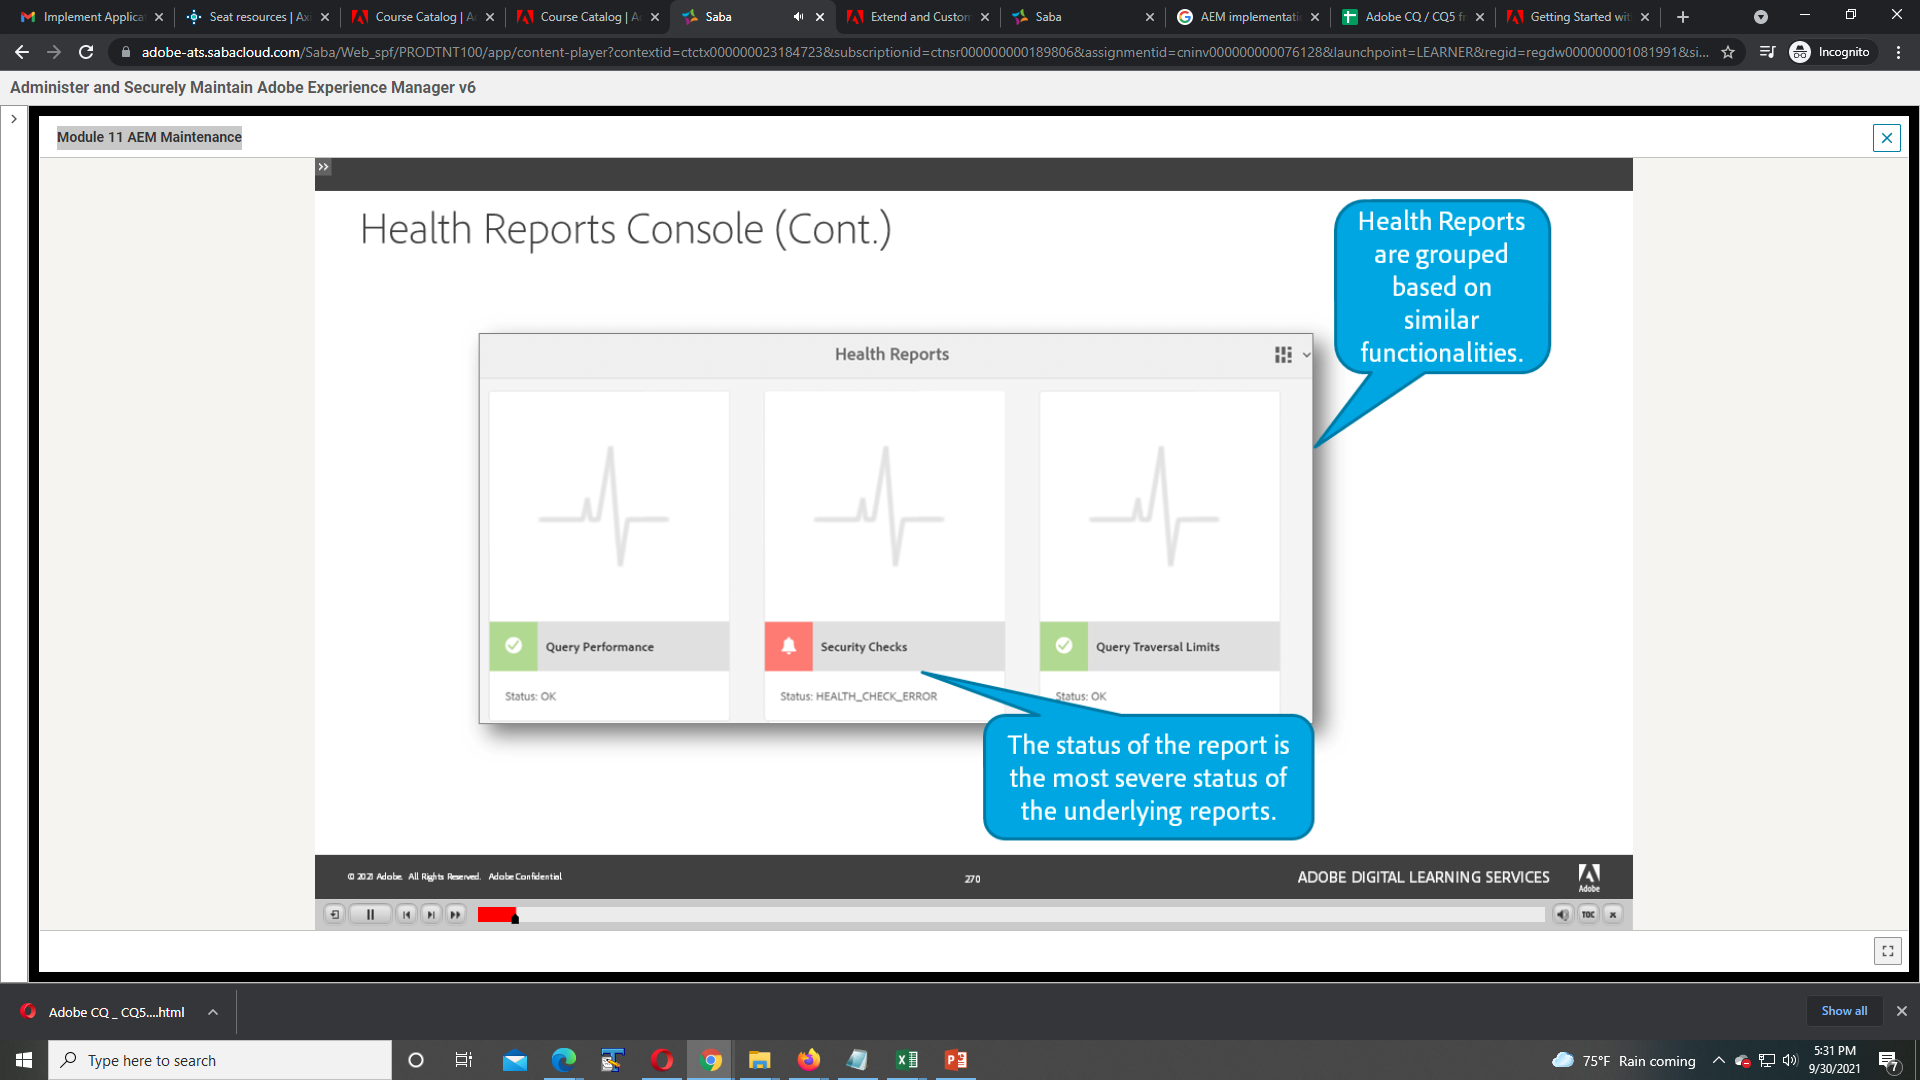 Implement Applica
Seat resources | Ax
Course Catalog | A
Course Catalog | A
Saba
Extend and Custom
Saba
AEM implementati
Adobe CQ / CQ5 fr
Getting Started wit
adobe-ats.sabacloud.com/Saba/Web_spf/PRODTNT100/app/content-player?contextid=ctctx000000023184723&subscriptionid=ctnsr000000000189806&assignmentid=cninv000000000076128&launchpoint=LEARNER&regid=regdw000000001081991&si...
Incognito
Administer and Securely Maintain Adobe Experience Manager v6
Module 11 AEM Maintenance
Health Reports Console (Cont.)
Health Reports
are grouped
based on
similar
functionalities.
Health Reports
Query Performance
Status: OK
Security Checks
Status: HEALTH_CHECK_ERROR
Query Traversal Limits
Status: OK
The status of the report is
the most severe status of
the underlying reports.
© 2021 Adobe. All Rights Reserved. Adobe Confidential
270
ADOBE DIGITAL LEARNING SERVICES
Adobe
TOC
Adobe CQ _ CQ5....html
Show all
Type here to search
75°F Rain coming
5:31 PM
9/30/2021
7